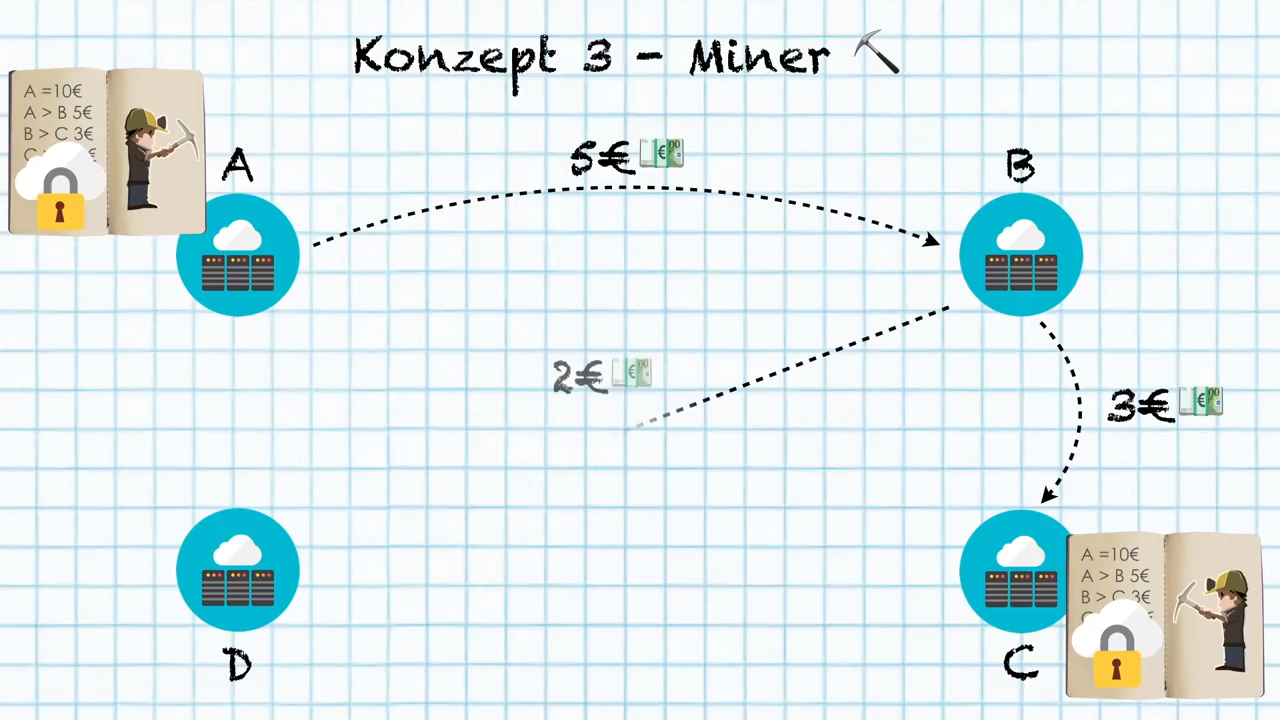 Konzept 3 - Miner
A =10€
A > B 5€
B > C 3€
C €
A
5€
B
2€
3€
D
C
A =10€
A > B 5€
B > C 3€
C €